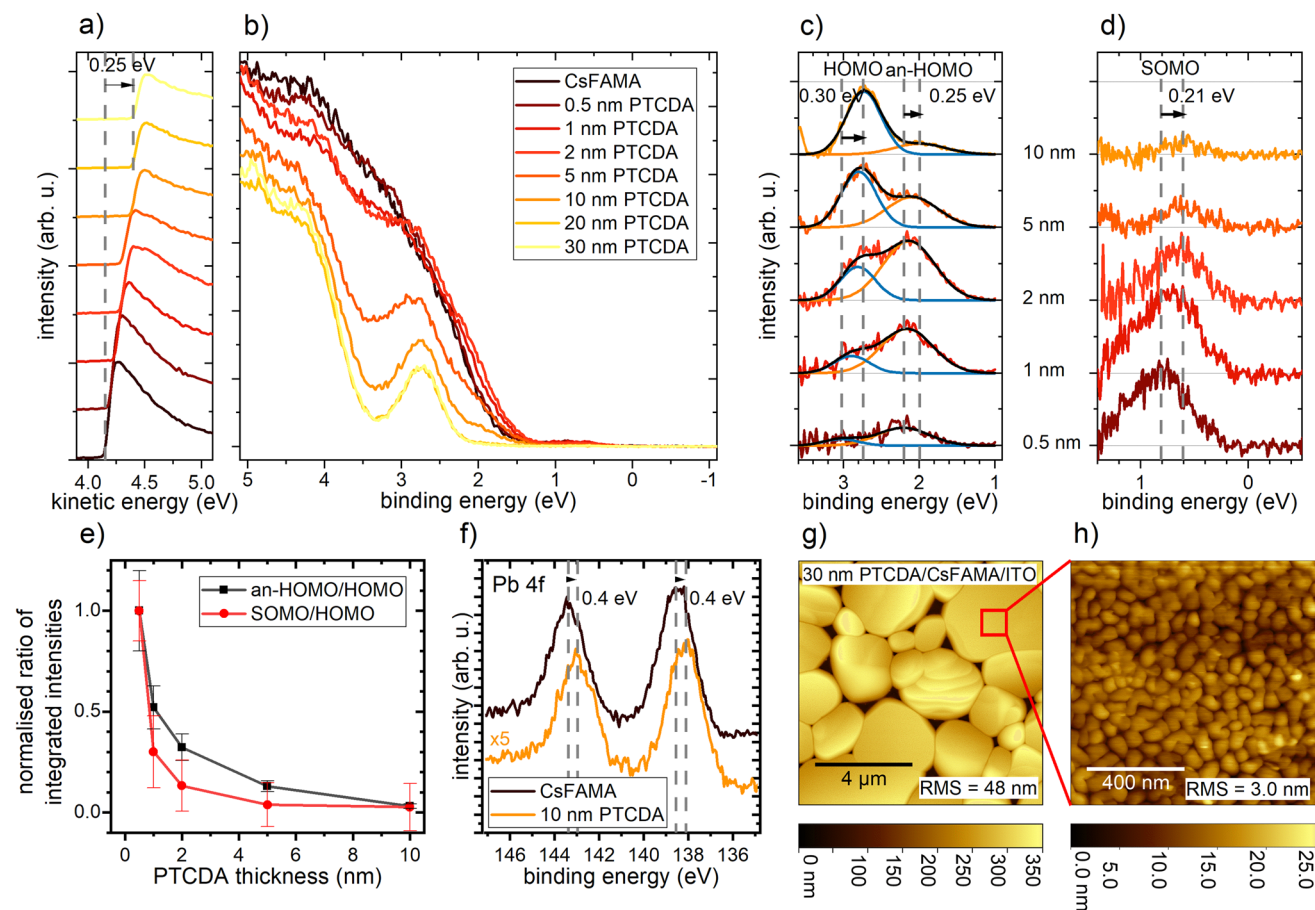 a)
0.25 eV
intensity (arb. u.)
4.0 4.5 5.0
kinetic energy (eV)
b)
CsFAMA
0.5 nm PTCDA
1 nm PTCDA
2 nm PTCDA
5 nm PTCDA
10 nm PTCDA
20 nm PTCDA
30 nm PTCDA
5 4 3 2 1 0 -1
binding energy (eV)
c)
HOMO an-HOMO
0.30 eV 0.25 eV
intensity (arb. u.)
3 2 1
binding energy (eV)
d)
SOMO
0.21 eV
10 nm
5 nm
2 nm
1 nm
0.5 nm
1 0
binding energy (eV)
e)
an-HOMO/HOMO
SOMO/HOMO
normalised ratio of
integrated intensities
1.0
0.5
0.0
0 2 4 6 8 10
PTCDA thickness (nm)
f)
Pb 4f
0.4 eV 0.4 eV
intensity (arb. u.)
x5
CsFAMA
10 nm PTCDA
146 144 142 140 138 136
binding energy (eV)
g)
30 nm PTCDA/CsFAMA/ITO
4 µm
RMS = 48 nm
0 nm 100 150 200 250 350
h)
400 nm
RMS = 3.0 nm
0.0 nm 5.0 10.0 15.0 20.0 25.0